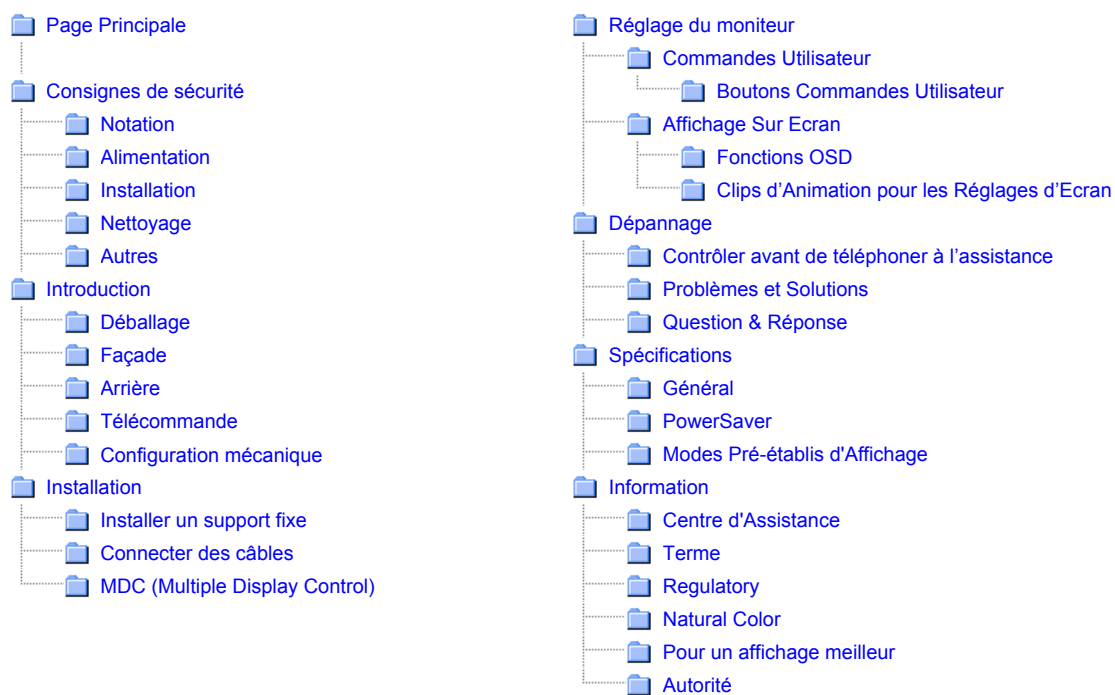 Page Principale
Consignes de sécurité
Notation
Alimentation
Installation
Nettoyage
Autres
Introduction
Déballage
Façade
Arrière
Télécommande
Configuration mécanique
Installation
Installer un support fixe
Connecter des câbles
MDC (Multiple Display Control)
Réglage du moniteur
Commandes Utilisateur
Boutons Commandes Utilisateur
Affichage Sur Ecran
Fonctions OSD
Clips d’Animation pour les Réglages d’Ecran
Dépannage
Contrôler avant de téléphoner à l’assistance
Problèmes et Solutions
Question & Réponse
Spécifications
Général
PowerSaver
Modes Pré-établis d'Affichage
Information
Centre d'Assistance
Terme
Regulatory
Natural Color
Pour un affichage meilleur
Autorité